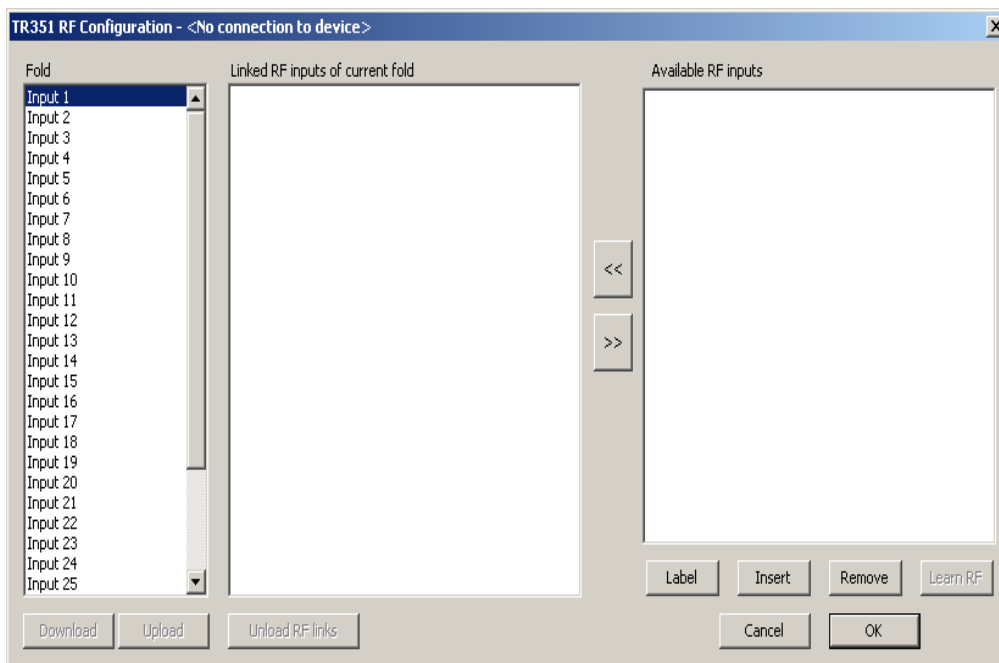 TR351 RF Configuration - <No connection to device>
Fold
Linked RF inputs of current fold
Available RF inputs
Input 1
Input 2
Input 3
Input 4
Input 5
Input 6
Input 7
Input 8
Input 9
Input 10
Input 11
Input 12
Input 13
Input 14
Input 15
Input 16
Input 17
Input 18
Input 19
Input 20
Input 21
Input 22
Input 23
Input 24
Input 25
<<
>>
Label Insert Remove Learn RF
Download Upload Unload RF links Cancel OK